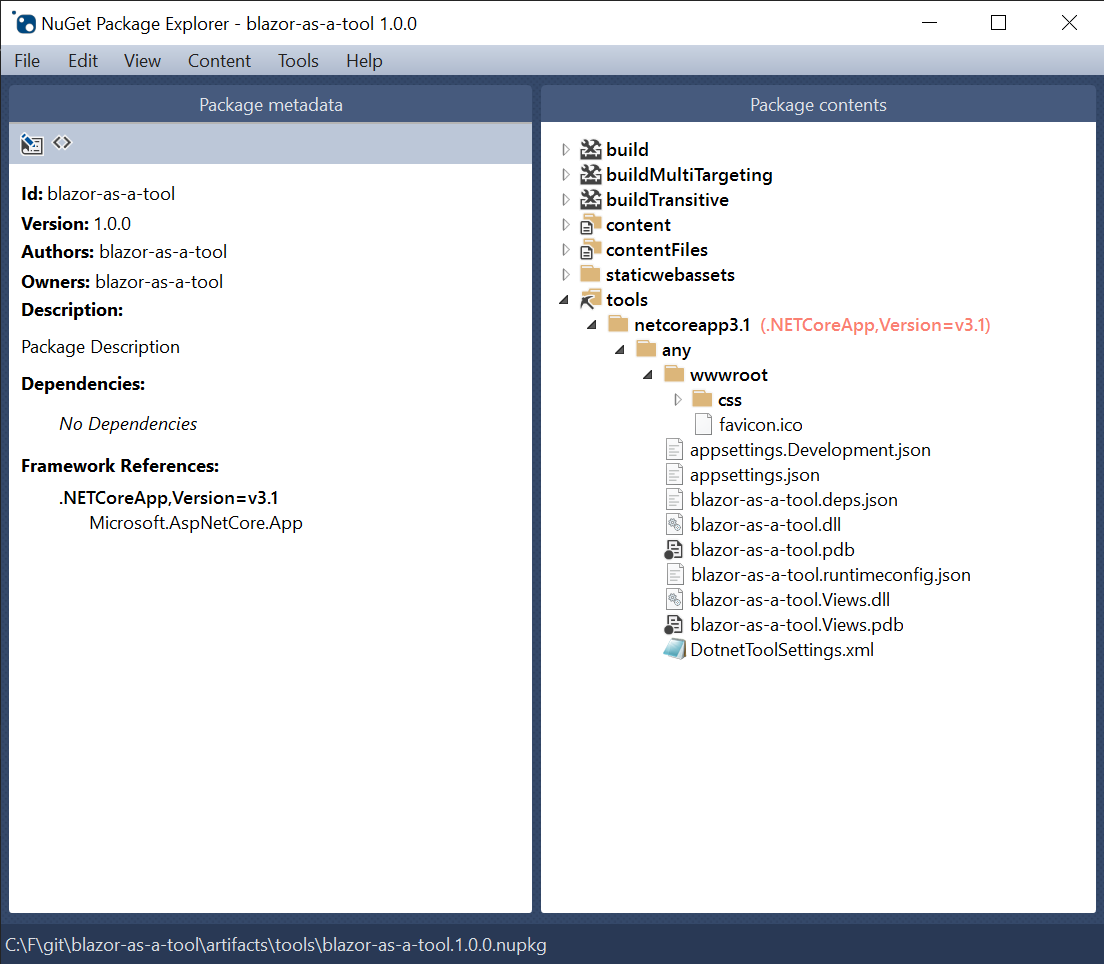 NuGet Package Explorer - blazor-as-a-tool 1.0.0
File Edit View Content Tools Help
Package metadata
Id: blazor-as-a-tool
Version: 1.0.0
Authors: blazor-as-a-tool
Owners: blazor-as-a-tool
Description:
Package Description
Dependencies:
No Dependencies
Framework References:
.NETCoreApp,Version=v3.1
Microsoft.AspNetCore.App
Package contents
build
buildMultiTargeting
buildTransitive
content
contentFiles
staticwebassets
tools
netcoreapp3.1 (.NETCoreApp,Version=v3.1)
any
wwwroot
css
favicon.ico
appsettings.Development.json
appsettings.json
blazor-as-a-tool.deps.json
blazor-as-a-tool.dll
blazor-as-a-tool.pdb
blazor-as-a-tool.runtimeconfig.json
blazor-as-a-tool.Views.dll
blazor-as-a-tool.Views.pdb
DotnetToolSettings.xml
C:\F\git\blazor-as-a-tool\artifacts\tools\blazor-as-a-tool.1.0.0.nupkg